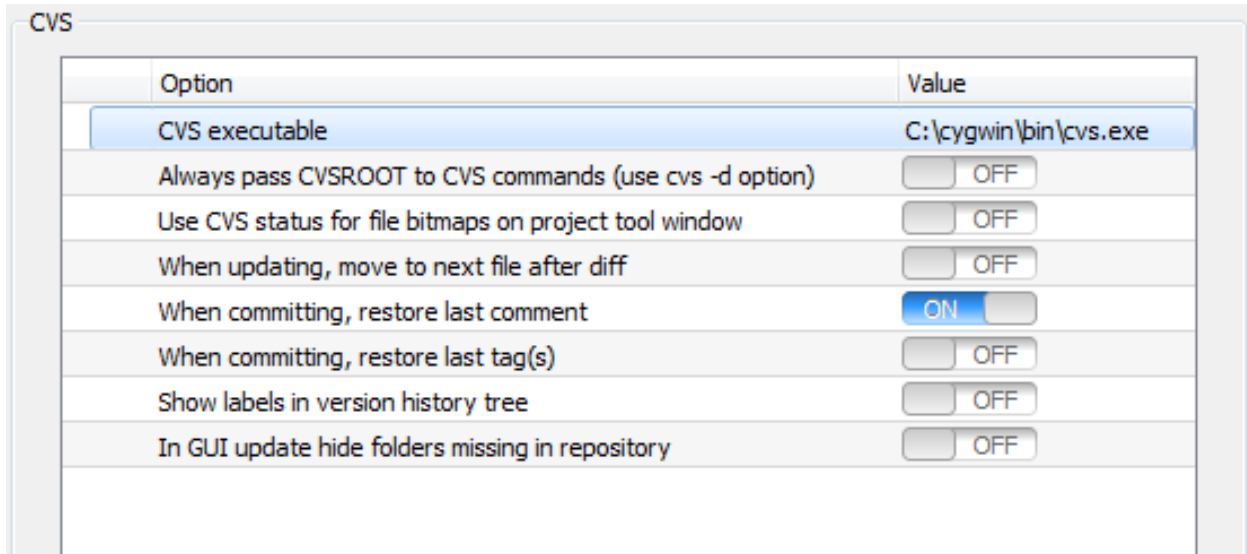 CVS
Option Value
CVS executable C:\cygwin\bin\cvs.exe
Always pass CVSROOT to CVS commands (use cvs -d option) OFF
Use CVS status for file bitmaps on project tool window OFF
When updating, move to next file after diff OFF
When committing, restore last comment ON
When committing, restore last tag(s) OFF
Show labels in version history tree OFF
In GUI update hide folders missing in repository OFF